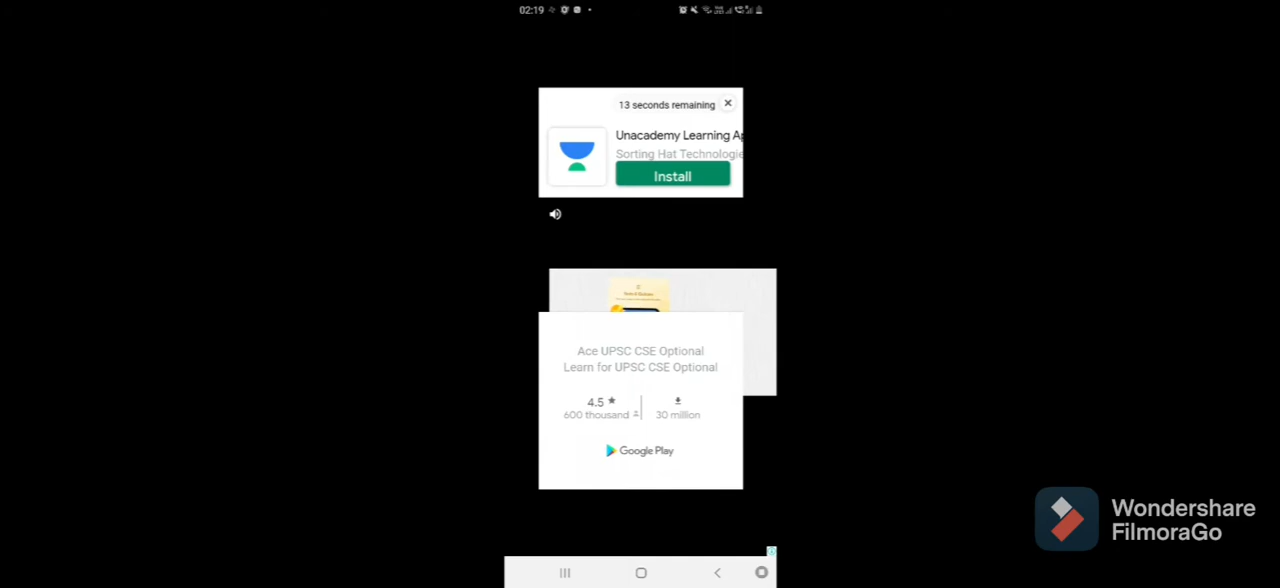 02:19
13 seconds remaining
Unacademy Learning Ap
Sorting Hat Technologie
Install
Ace UPSC CSE Optional
Learn for UPSC CSE Optional
4.5 ★
600 thousand
30 million
Google Play
Wondershare
FilmoraGo